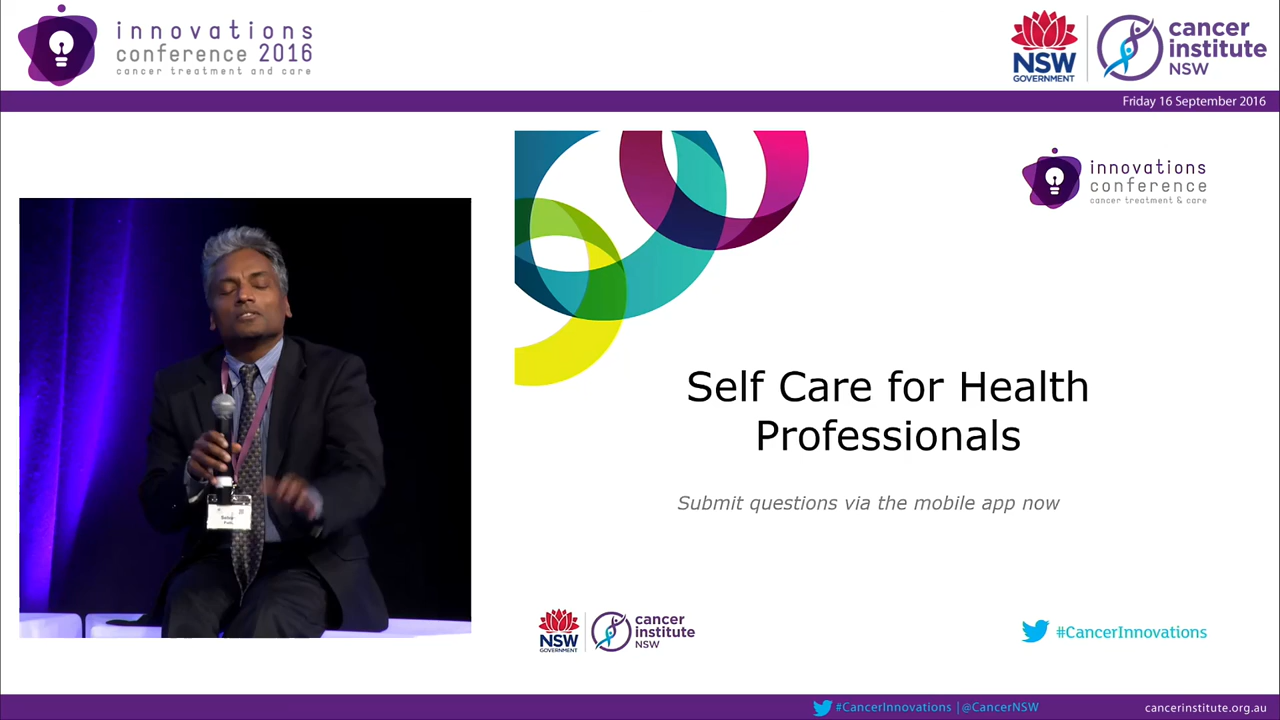 innovations
conference 2016
cancer treatment and care
NSW
GOVERNMENT
cancer
institute
NSW
Friday 16 September 2016
innovations
conference
cancer treatment & care
Self Care for Health
Professionals
Submit questions via the mobile app now
NSW
GOVERNMENT
cancer
institute
NSW
#CancerInnovations
#CancerInnovations | @CancerNSW
cancerinstitute.org.au